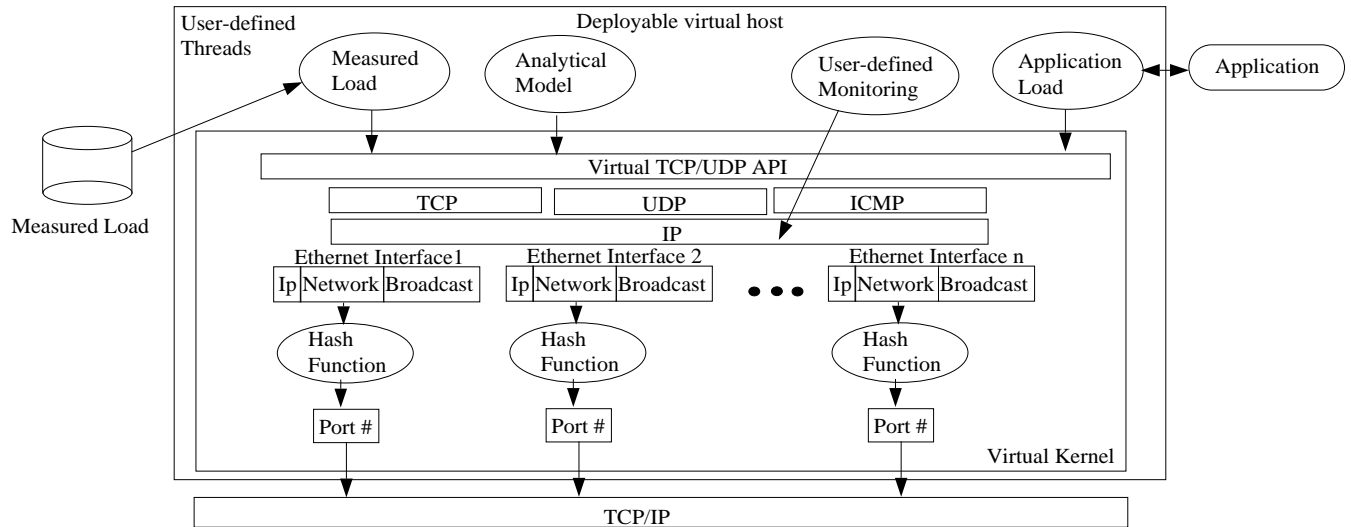 User-defined
Threads
Deployable virtual host
Measured
Load
Analytical
Model
User-defined
Monitoring
Application
Load
Application
Measured Load
Virtual TCP/UDP API
TCP
UDP
ICMP
IP
Ethernet Interface1
Ethernet Interface 2
Ethernet Interface n
Ip Network Broadcast
Ip Network Broadcast
Ip Network Broadcast
Hash
Function
Hash
Function
Hash
Function
Port #
Port #
Port #
Virtual Kernel
TCP/IP